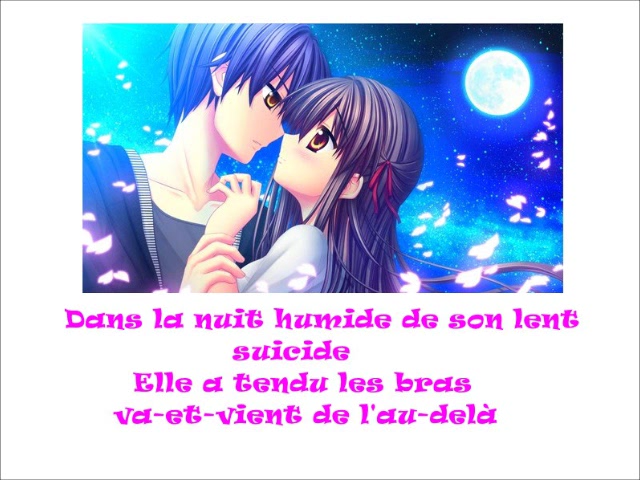 Dans la nuit humide de son lent
suicide
Elle a tendu les bras
va-et-vient de l'au-delà